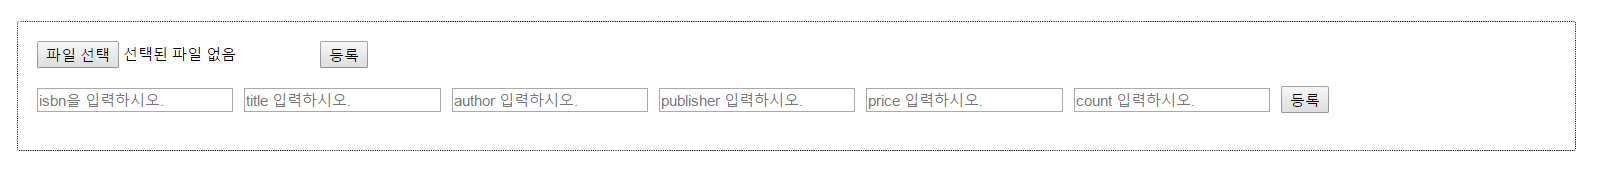 파일 선택 선택된 파일 없음 등록
isbn을 입력하시오. title 입력하시오. author 입력하시오. publisher 입력하시오. price 입력하시오. count 입력하시오. 등록